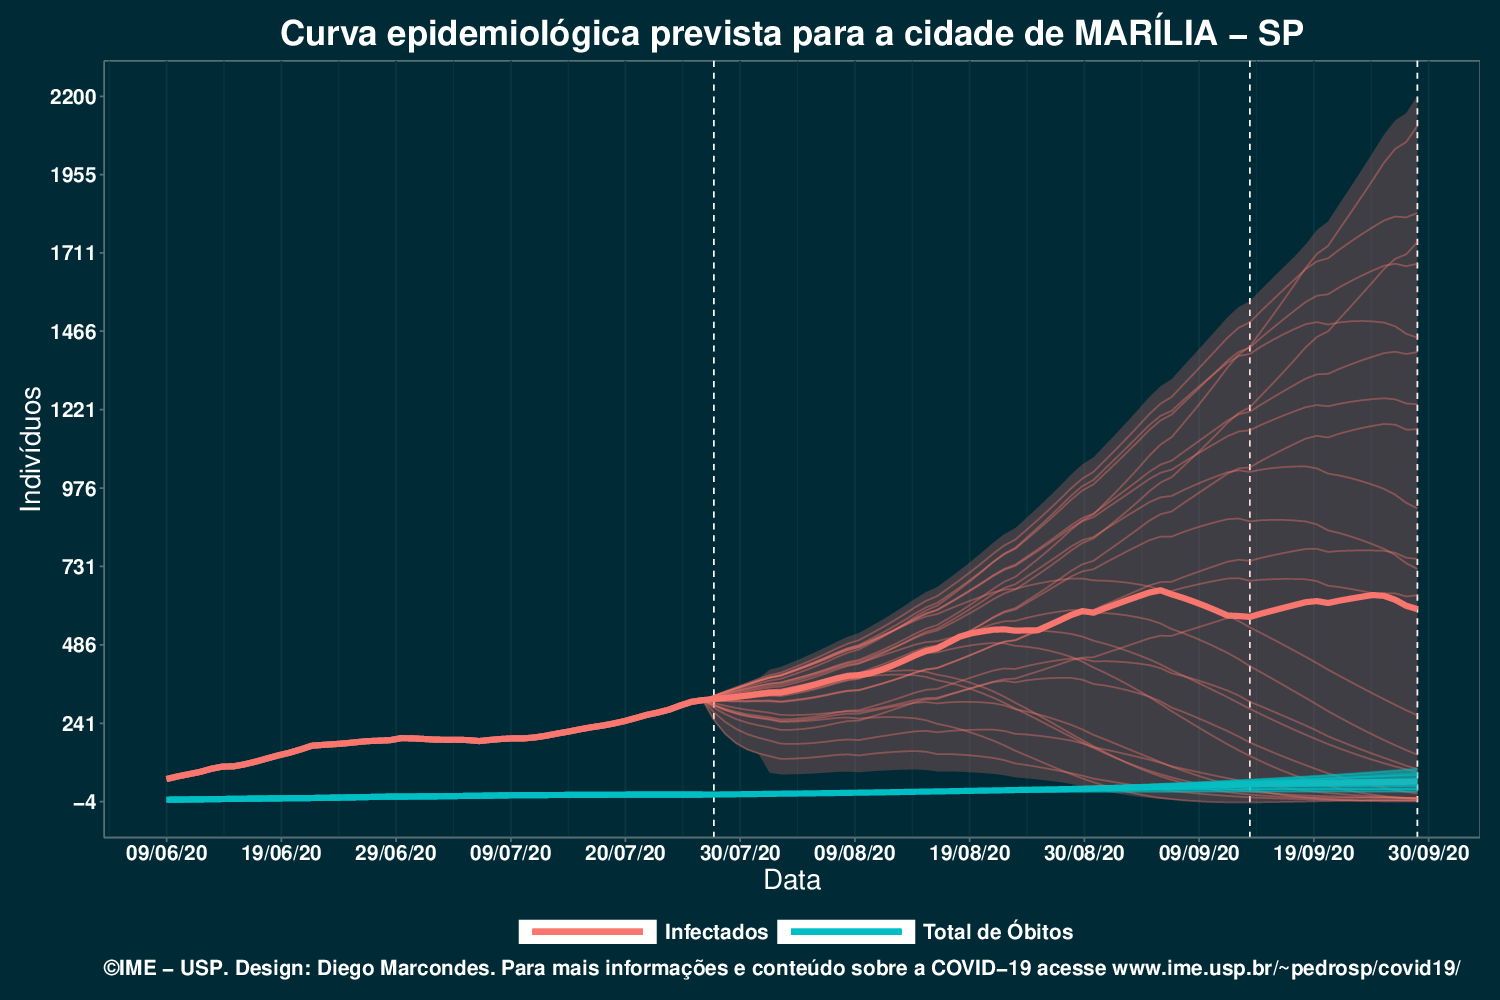 Curva epidemiológica prevista para a cidade de MARÍLIA – SP
2200
1955
1711
1466
1221
976
731
486
241
−4
Indivíduos
09/06/20 19/06/20 29/06/20 09/07/20 20/07/20 30/07/20 09/08/20 19/08/20 30/08/20 09/09/20 19/09/20 30/09/20
Data
Infectados Total de Óbitos
©IME – USP. Design: Diego Marcondes. Para mais informações e conteúdo sobre a COVID−19 acesse www.ime.usp.br/~pedrosp/covid19/